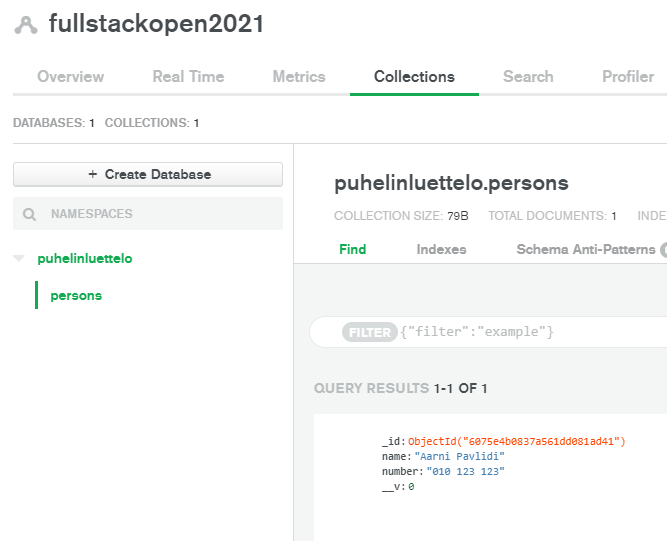 fullstackopen2021
Overview Real Time Metrics Collections Search Profiler
DATABASES: 1 COLLECTIONS: 1
+ Create Database
NAMESPACES
puhelinluettelo
persons
puhelinluettelo.persons
COLLECTION SIZE: 79B TOTAL DOCUMENTS: 1 INDE
Find Indexes Schema Anti-Patterns
FILTER {"filter":"example"}
QUERY RESULTS 1-1 OF 1
_id: ObjectId("6075e4b0837a561dd081ad41")
name: "Aarni Pavlidi"
number: "010 123 123"
__v: 0